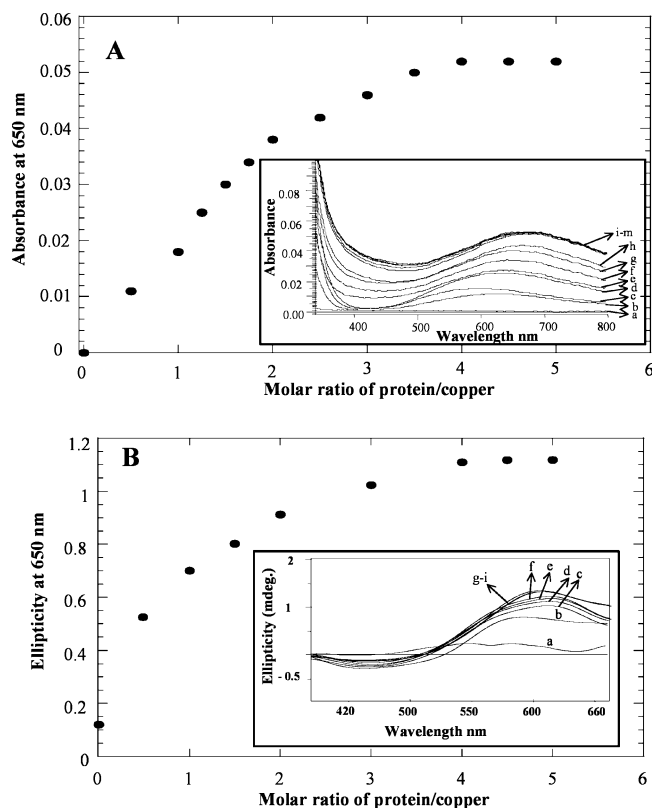 A
0.06
0.05
0.04
0.03
0.02
0.01
0
Absorbance at 650 nm
0 1 2 3 4 5 6
Molar ratio of protein/copper
0.08
0.06
0.04
0.02
0.00
Absorbance
400 500 600 700 800
Wavelength nm
i-m
h
g
f
e
d
c
b
a
B
1.2
1
0.8
0.6
0.4
0.2
0
Ellipticity at 650 nm
0 1 2 3 4 5 6
Molar ratio of protein/copper
2
1
- 0.5
Ellipticity (mdeg.)
420 500 550 600 660
Wavelength nm
g-i f e d c
b
a